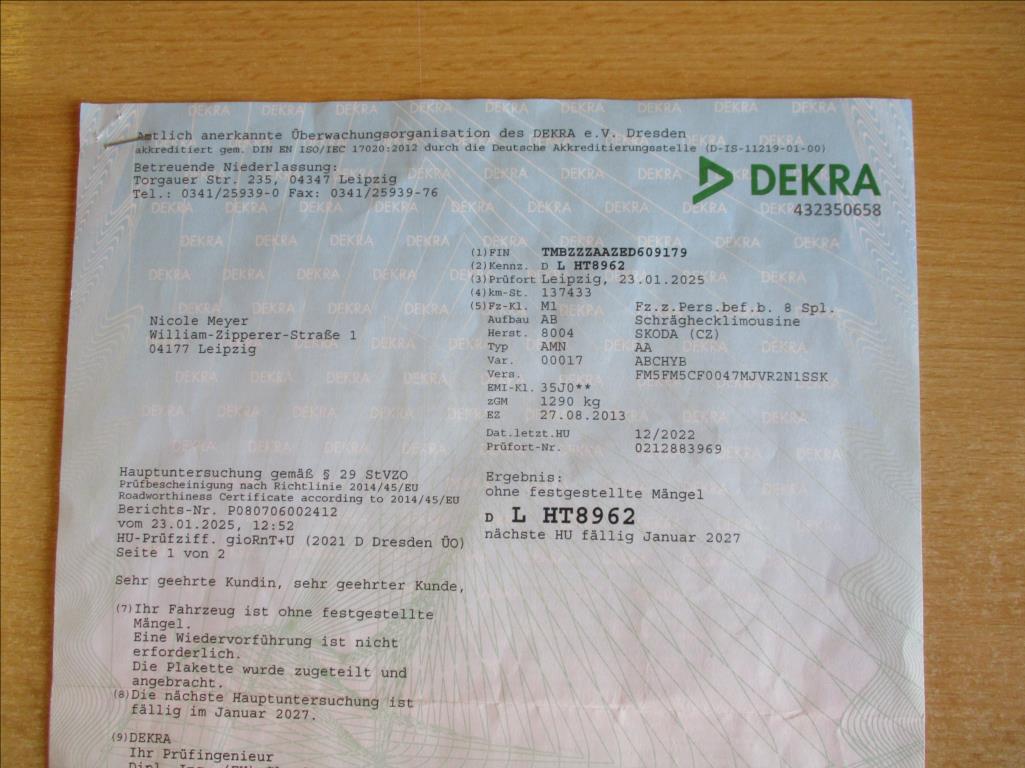 Amtlich anerkannte Überwachungsorganisation des DEKRA e.V. Dresden
akkreditiert gem. DIN EN ISO/IEC 17020:2012 durch die Deutsche Akkreditierungsstelle (D-IS-11219-01-00)
Betreuende Niederlassung:
Torgauer Str. 235, 04347 Leipzig
Tel.: 0341/25939-0 Fax: 0341/25939-76
DEKRA
432350658
(1) FIN TMBZZZAAZED609179
(2) Kennz. D L HT8962
(3) Prüfort Leipzig, 23.01.2025
(4) km-St. 137433
(5) Fz-Kl. M1 Fz.z.Pers.bef.b. 8 Spl.
Aufbau AB Schräghecklimousine
Herst. 8004 SKODA (CZ)
Typ AMN AA
Var. 00017 ABCHYB
Vers. FM5FM5CF0047MJVR2N1SSK
EMI-Kl. 35J0**
zGM 1290 kg
EZ 27.08.2013
Dat.letzt.HU 12/2022
Prüfort-Nr. 0212883969
Nicole Meyer
William-Zipperer-Straße 1
04177 Leipzig
Hauptuntersuchung gemäß § 29 StVZO
Prüfbescheinigung nach Richtlinie 2014/45/EU
Roadworthiness Certificate according to 2014/45/EU
Berichts-Nr. P080706002412
vom 23.01.2025, 12:52
HU-Prüfziff. gioRnT+U (2021 D Dresden ÜO)
Seite 1 von 2
Ergebnis:
ohne festgestellte Mängel
D L HT8962
nächste HU fällig Januar 2027
Sehr geehrte Kundin, sehr geehrter Kunde,
(7) Ihr Fahrzeug ist ohne festgestellte
Mängel.
Eine Wiedervorführung ist nicht
erforderlich.
Die Plakette wurde zugeteilt und
angebracht.
(8) Die nächste Hauptuntersuchung ist
fällig im Januar 2027.
(9) DEKRA
Ihr Prüfingenieur